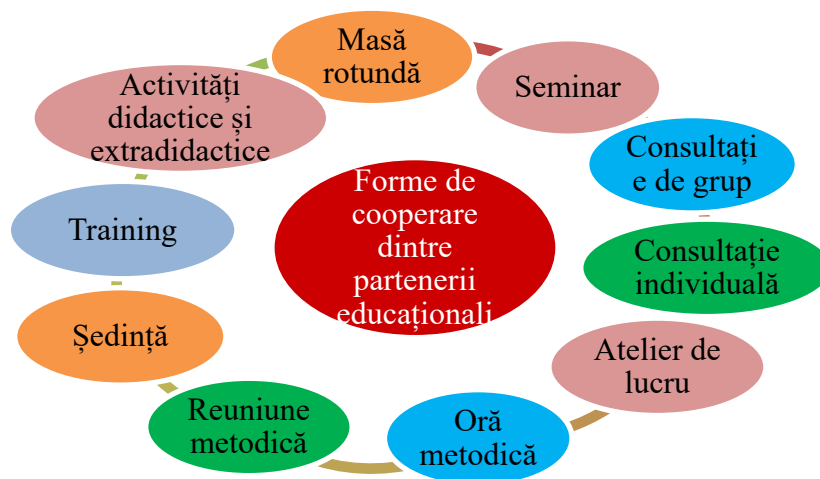 Masă
rotundă
Seminar
Consultați
e de grup
Consultație
individuală
Atelier de
lucru
Oră
metodică
Reuniune
metodică
Ședință
Training
Activități
didactice și
extradidactice
Forme de
cooperare
dintre
partenerii
educaționali